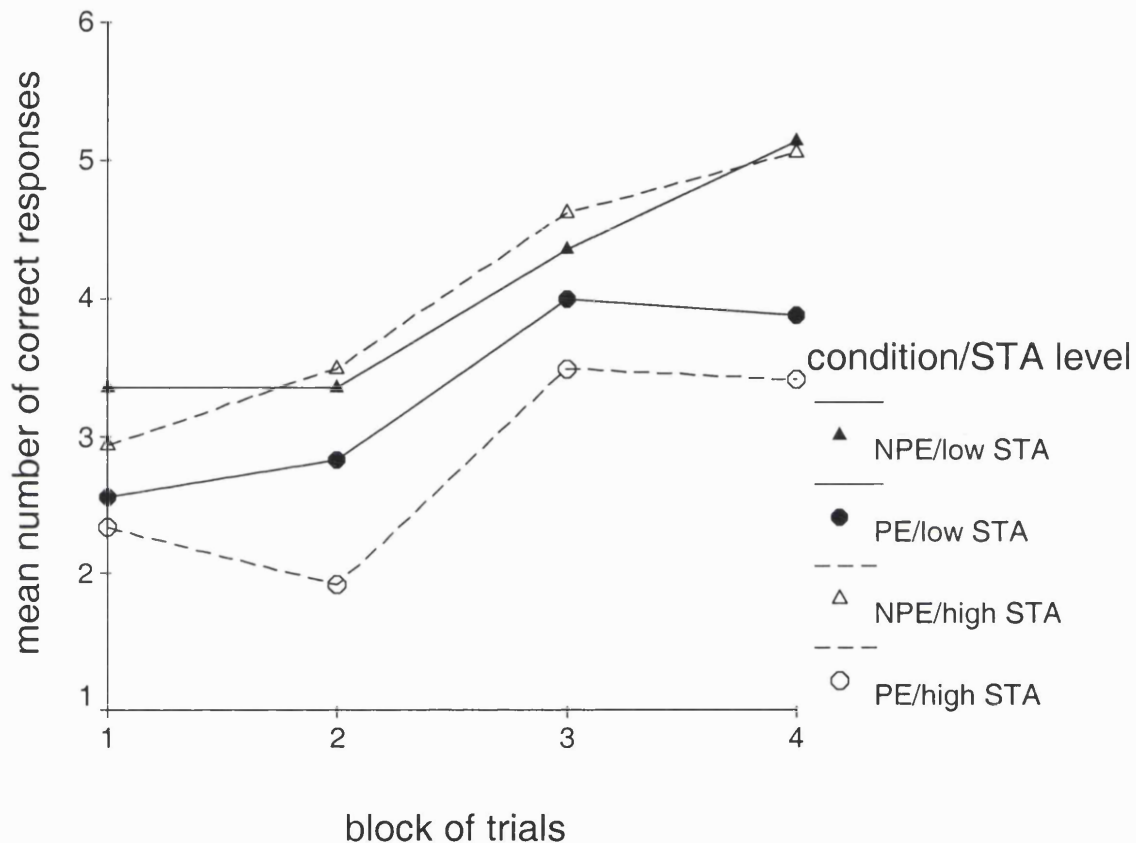 mean number of correct responses
6
5
4
3
2
1
1 2 3 4
block of trials
condition/STA level
NPE/low STA
PE/low STA
NPE/high STA
PE/high STA